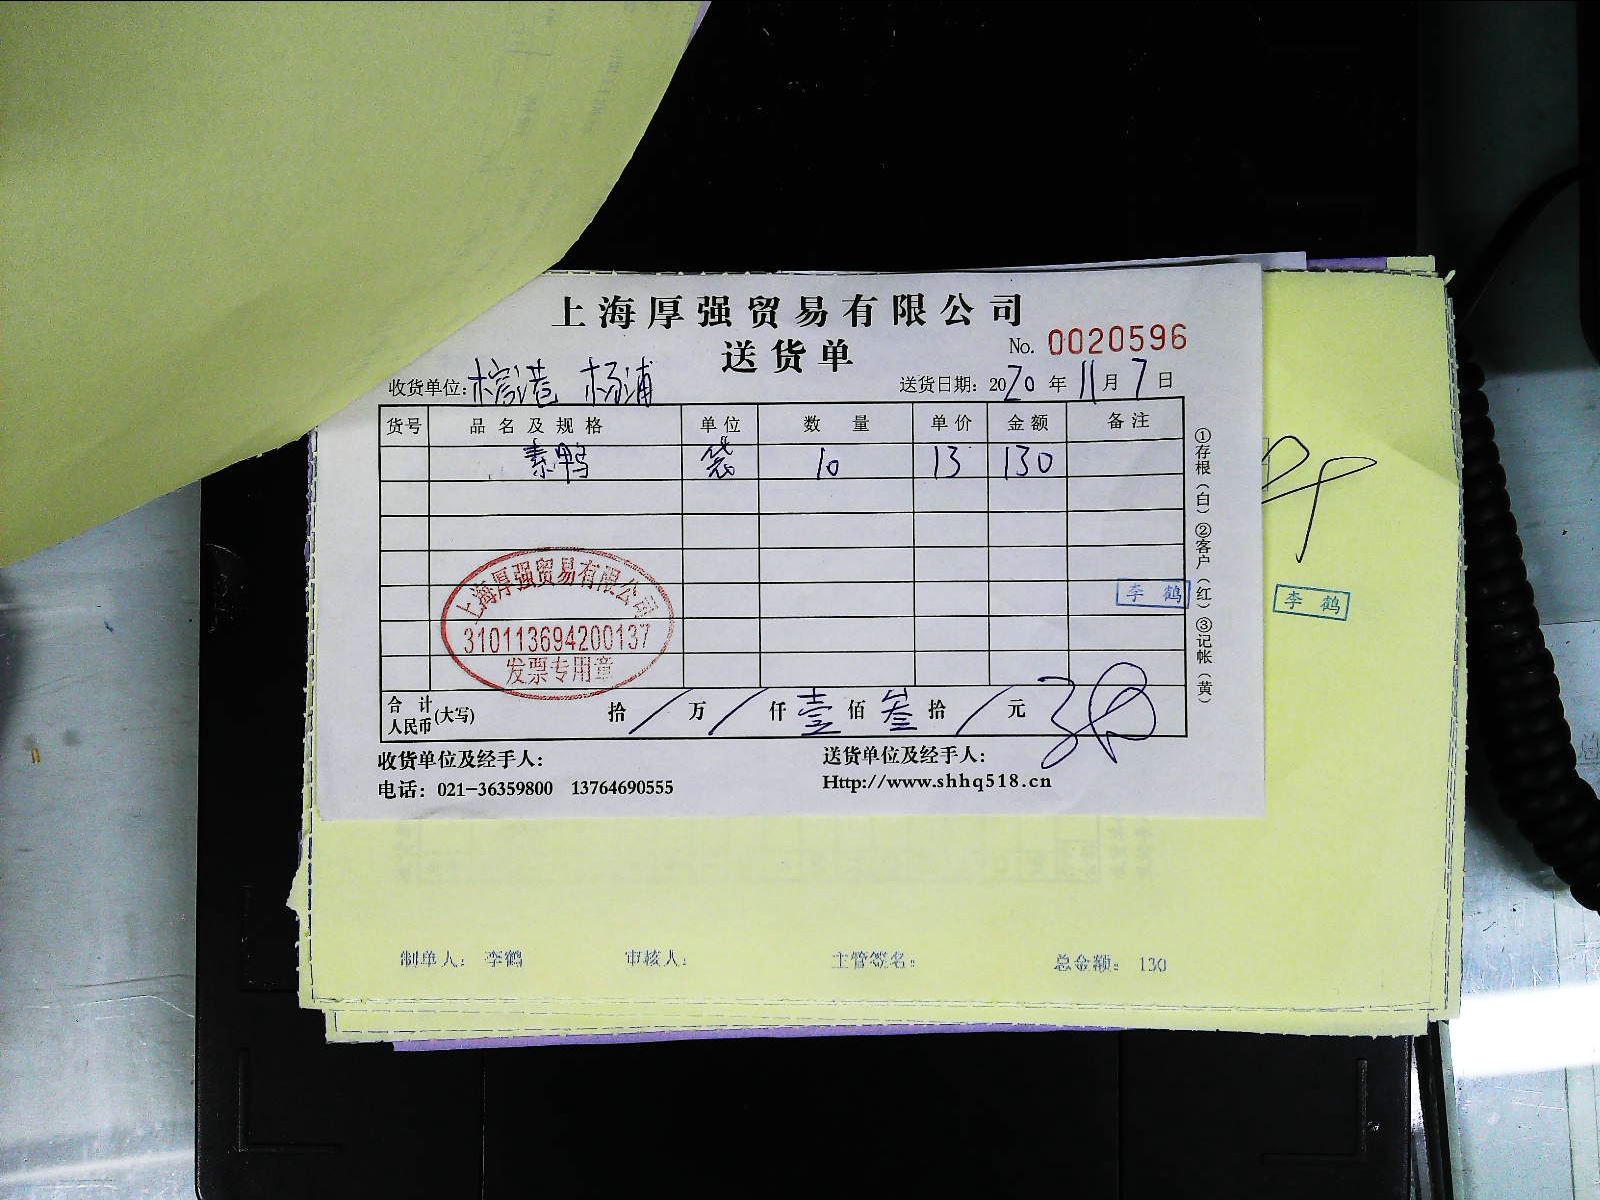 上海厚强贸易有限公司
送货单
No. 0020596
收货单位: 杨浦
送货日期: 2020年11月7日
货号 品名及规格 单位 数量 单价 金额 备注
素鸭 袋 10 13 130
①存根(白)②客户(红)③记帐(黄)
李鹤
李鹤
上海厚强贸易有限公司
310113694200137
发票专用章
合计人民币(大写) 拾 / 万 / 仟 壹 佰 叁 拾 / 元
收货单位及经手人:
送货单位及经手人:
电话: 021-36359800 13764690555
Http://www.shhq518.cn
制单人: 李鹤 审核人: 主管签名: 总金额: 130